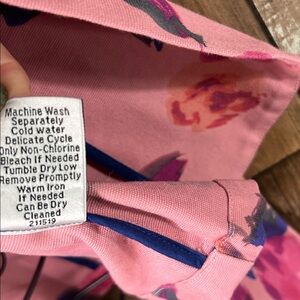 Machine Wash
Separately
Cold water
Delicate Cycle
Only Non-Chlorine
Bleach If Needed
Tumble Dry Low
Remove Promptly
Warm Iron
If Needed
Can Be Dry
Cleaned
211519